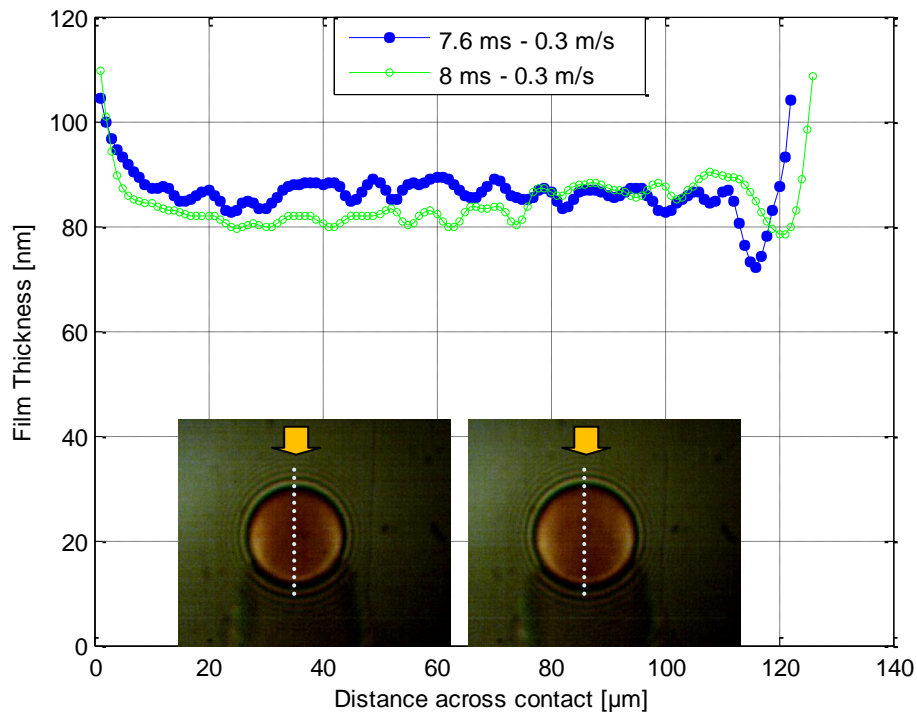 120
100
80
60
40
20
0
Film Thickness [nm]
7.6 ms - 0.3 m/s
8 ms - 0.3 m/s
0 20 40 60 80 100 120 140
Distance across contact [µm]